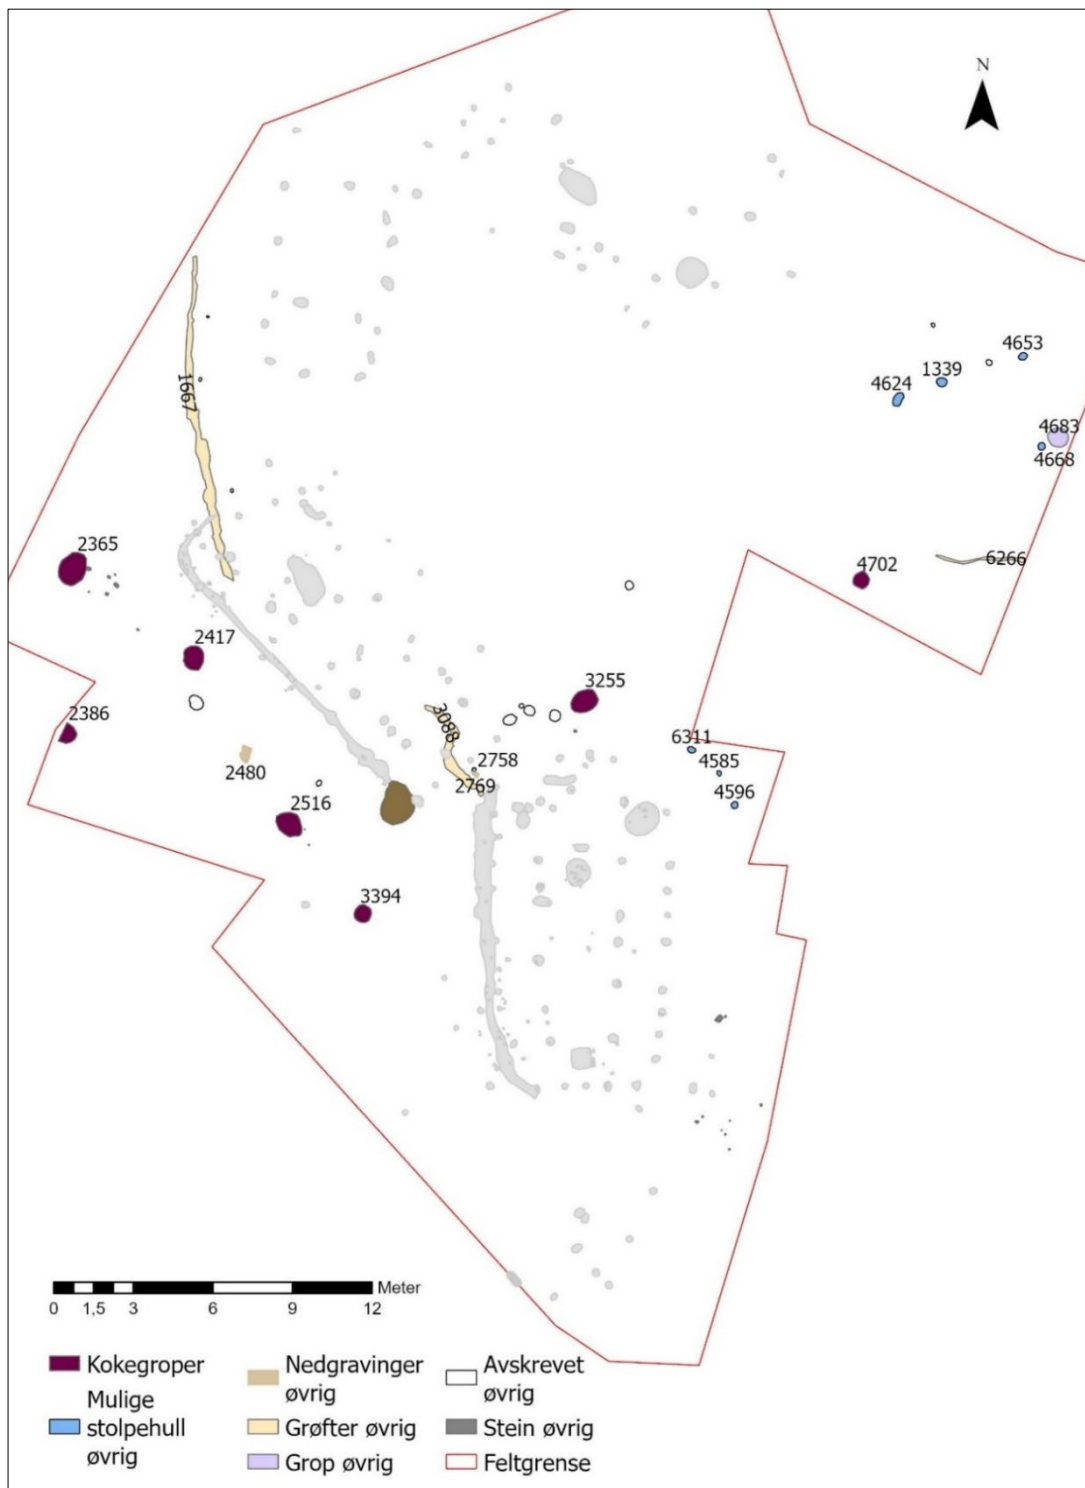 N
4653
1339
4624
4683
4668
1667
2365
4702
6266
2417
3255
2386
3088
6311
2758
4585
2480
2769
4596
2516
3394
Meter
0 1,5 3 6 9 12
Kokegroper
Mulige
stolpehull
øvrig
Nedgravinger
øvrig
Grøfter øvrig
Grop øvrig
Avskrevet
øvrig
Stein øvrig
Feltgrense